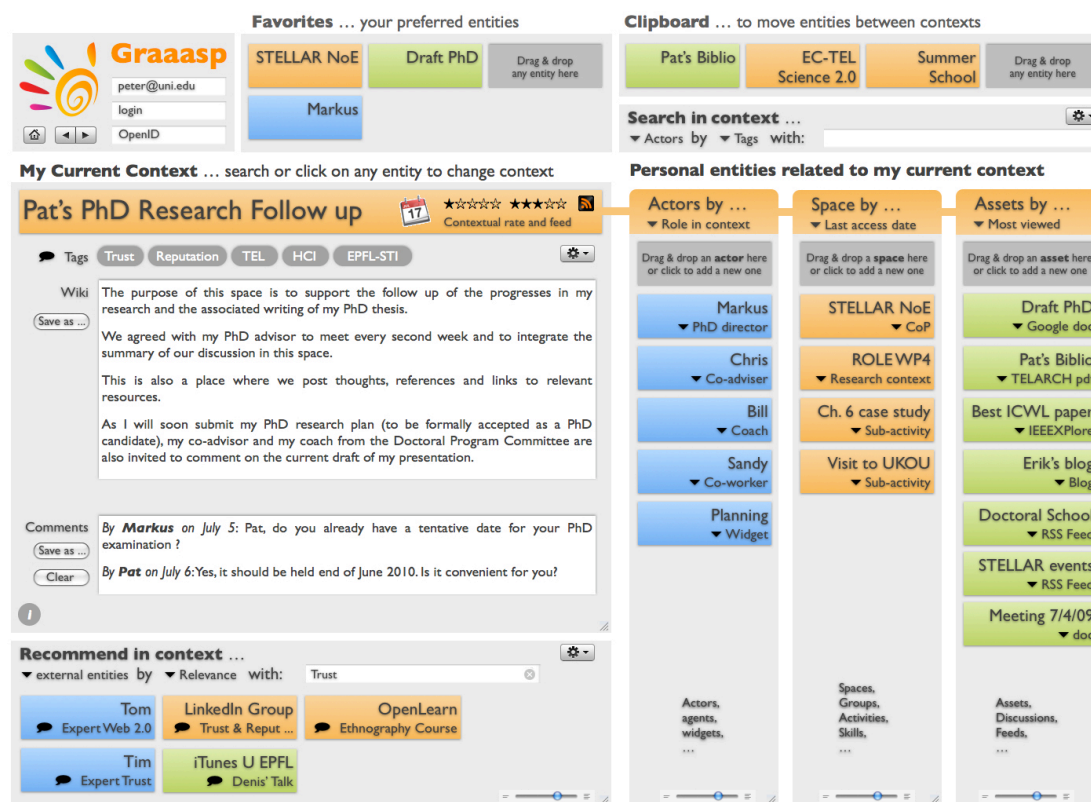 Favorites … your preferred entities
Clipboard … to move entities between contexts
Graaasp
peter@uni.edu
login
OpenID
STELLAR NoE
Draft PhD
Drag & drop
any entity here
Markus
Pat's Biblio
EC-TEL
Science 2.0
Summer
School
Drag & drop
any entity here
Search in context …
Actors by Tags with:
My Current Context … search or click on any entity to change context
Personal entities related to my current context
Pat's PhD Research Follow up
17
Contextual rate and feed
Tags Trust Reputation TEL HCI EPFL-STI
Wiki
Save as ...
The purpose of this space is to support the follow up of the progresses in my
research and the associated writing of my PhD thesis.
We agreed with my PhD advisor to meet every second week and to integrate the
summary of our discussion in this space.
This is also a place where we post thoughts, references and links to relevant
resources.
As I will soon submit my PhD research plan (to be formally accepted as a PhD
candidate), my co-advisor and my coach from the Doctoral Program Committee are
also invited to comment on the current draft of my presentation.
Comments
Save as ...
Clear
By Markus on July 5: Pat, do you already have a tentative date for your PhD
examination ?
By Pat on July 6:Yes, it should be held end of June 2010. Is it convenient for you?
i
Recommend in context …
external entities by Relevance with: Trust
Tom
Expert Web 2.0
LinkedIn Group
Trust & Reput ...
OpenLearn
Ethnography Course
Tim
Expert Trust
iTunes U EPFL
Denis' Talk
Actors by …
Role in context
Drag & drop an actor here
or click to add a new one
Markus
PhD director
Chris
Co-adviser
Bill
Coach
Sandy
Co-worker
Planning
Widget
Actors,
agents,
widgets,
…
Space by …
Last access date
Drag & drop a space here
or click to add a new one
STELLAR NoE
CoP
ROLE WP4
Research context
Ch. 6 case study
Sub-activity
Visit to UKOU
Sub-activity
Spaces,
Groups,
Activities,
Skills,
…
Assets by …
Most viewed
Drag & drop an asset here
or click to add a new one
Draft PhD
Google doc
Pat's Biblio
TELARCH pdf
Best ICWL paper
IEEEXPlore
Erik's blog
Blog
Doctoral School
RSS Feed
STELLAR events
RSS Feed
Meeting 7/4/09
doc
Assets,
Discussions,
Feeds,
…